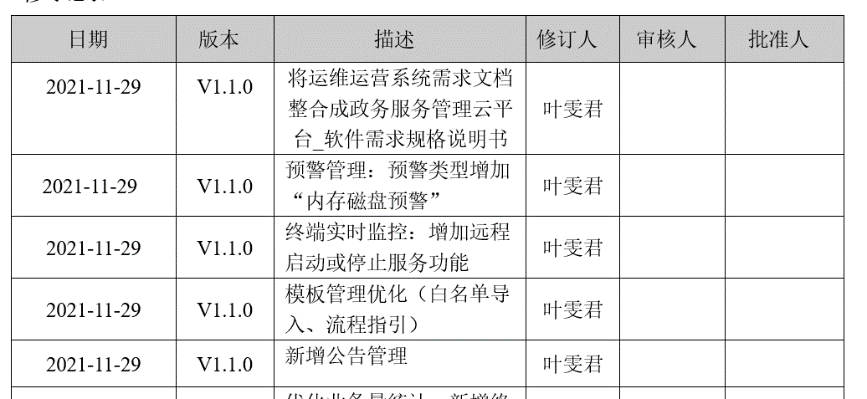 日期 版本 描述 修订人 审核人 批准人
2021-11-29 V1.1.0 将运维运营系统需求文档
整合成政务服务管理云平
台_软件需求规格说明书 叶雯君
2021-11-29 V1.1.0 预警管理：预警类型增加
“内存磁盘预警” 叶雯君
2021-11-29 V1.1.0 终端实时监控：增加远程
启动或停止服务功能 叶雯君
2021-11-29 V1.1.0 模板管理优化（白名单导
入、流程指引） 叶雯君
2021-11-29 V1.1.0 新增公告管理 叶雯君